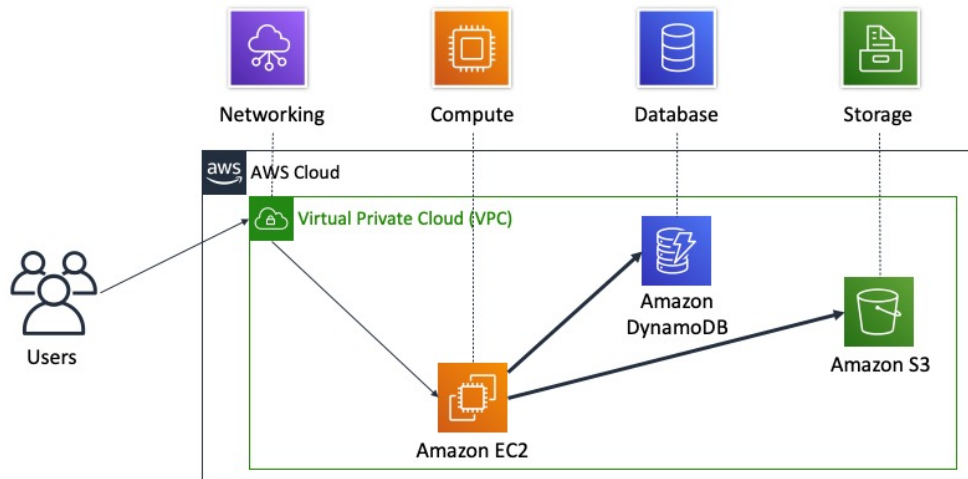 Networking
Compute
Database
Storage
aws
AWS Cloud
Virtual Private Cloud (VPC)
Users
Amazon
DynamoDB
Amazon S3
Amazon EC2